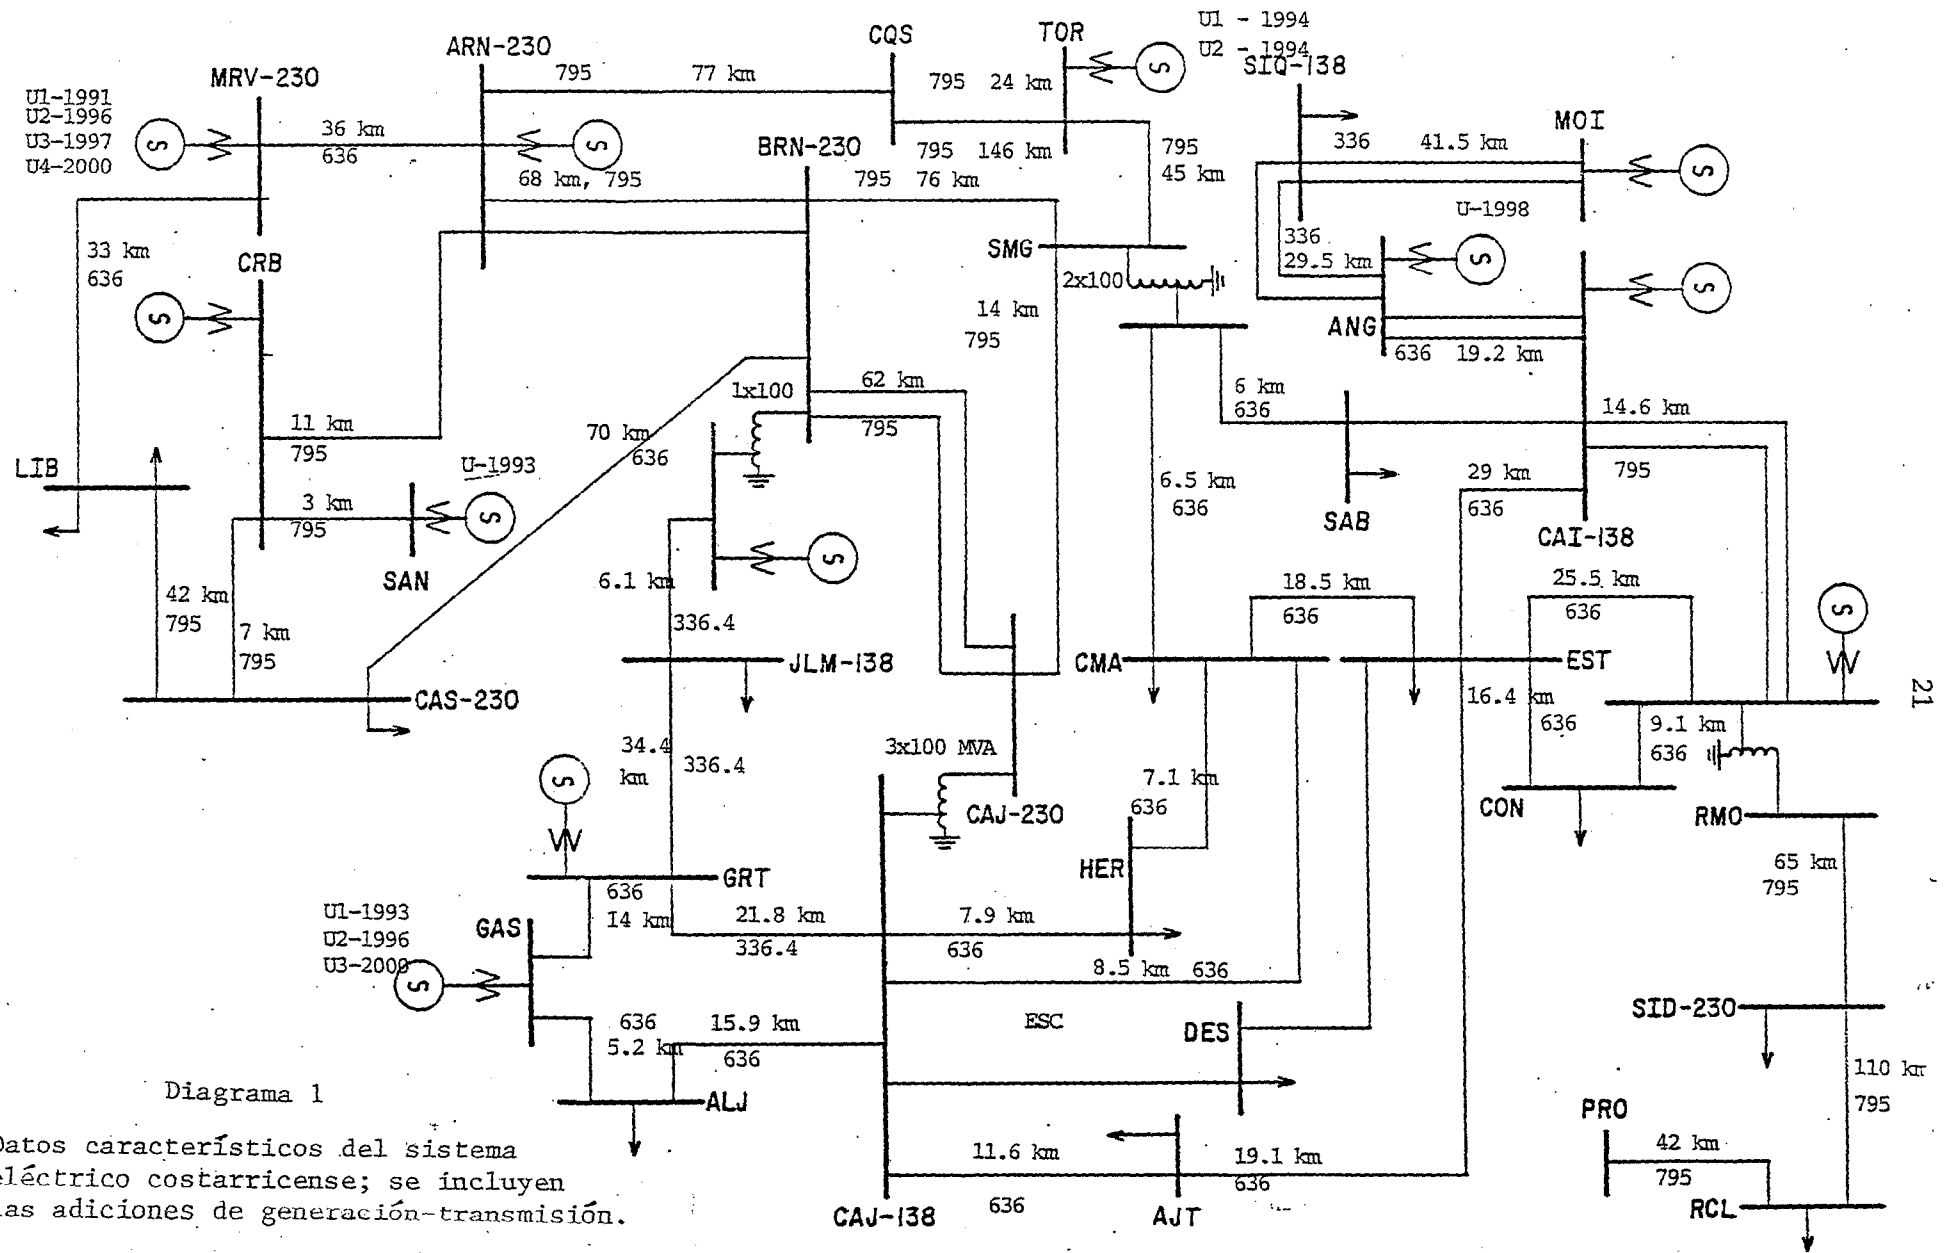 U1 - 1994
U2 - 1994
CQS
TOR
ARN-230
SIQ-138
MRV-230
795 77 km
795 24 km
U1-1991
U2-1996
U3-1997
U4-2000
36 km
636
MOI
336 41.5 km
BRN-230
795 146 km
795
45 km
68 km, 795
795 76 km
U-1998
33 km
636
CRB
SMG
336
29.5 km
2x100
14 km
795
ANG
636 19.2 km
1x100
62 km
795
6 km
636
14.6 km
795
11 km
795
70 km
636
LIB
U-1993
6.5 km
636
29 km
636
3 km
795
SAB
CAI-138
SAN
6.1 km
336.4
18.5 km
636
25.5 km
636
42 km
795
7 km
795
JLM-138
CMA
EST
CAS-230
16.4 km
636
9.1 km
636
21
34.4
km
336.4
3x100 MVA
7.1 km
636
CAJ-230
CON
RMO
65 km
795
HER
GRT
636
14 km
U1-1993
U2-1996
U3-2000
GAS
21.8 km
336.4
7.9 km
636
8.5 km 636
SID-230
636
5.2 km
15.9 km
636
ESC
DES
110 km
795
Diagrama 1
ALJ
PRO
Datos característicos del sistema
eléctrico costarricense; se incluyen
las adiciones de generación-transmisión.
11.6 km
636
19.1 km
636
42 km
795
CAJ-138
AJT
RCL
S
S
S
S
S
S
S
S
S
S
S
S